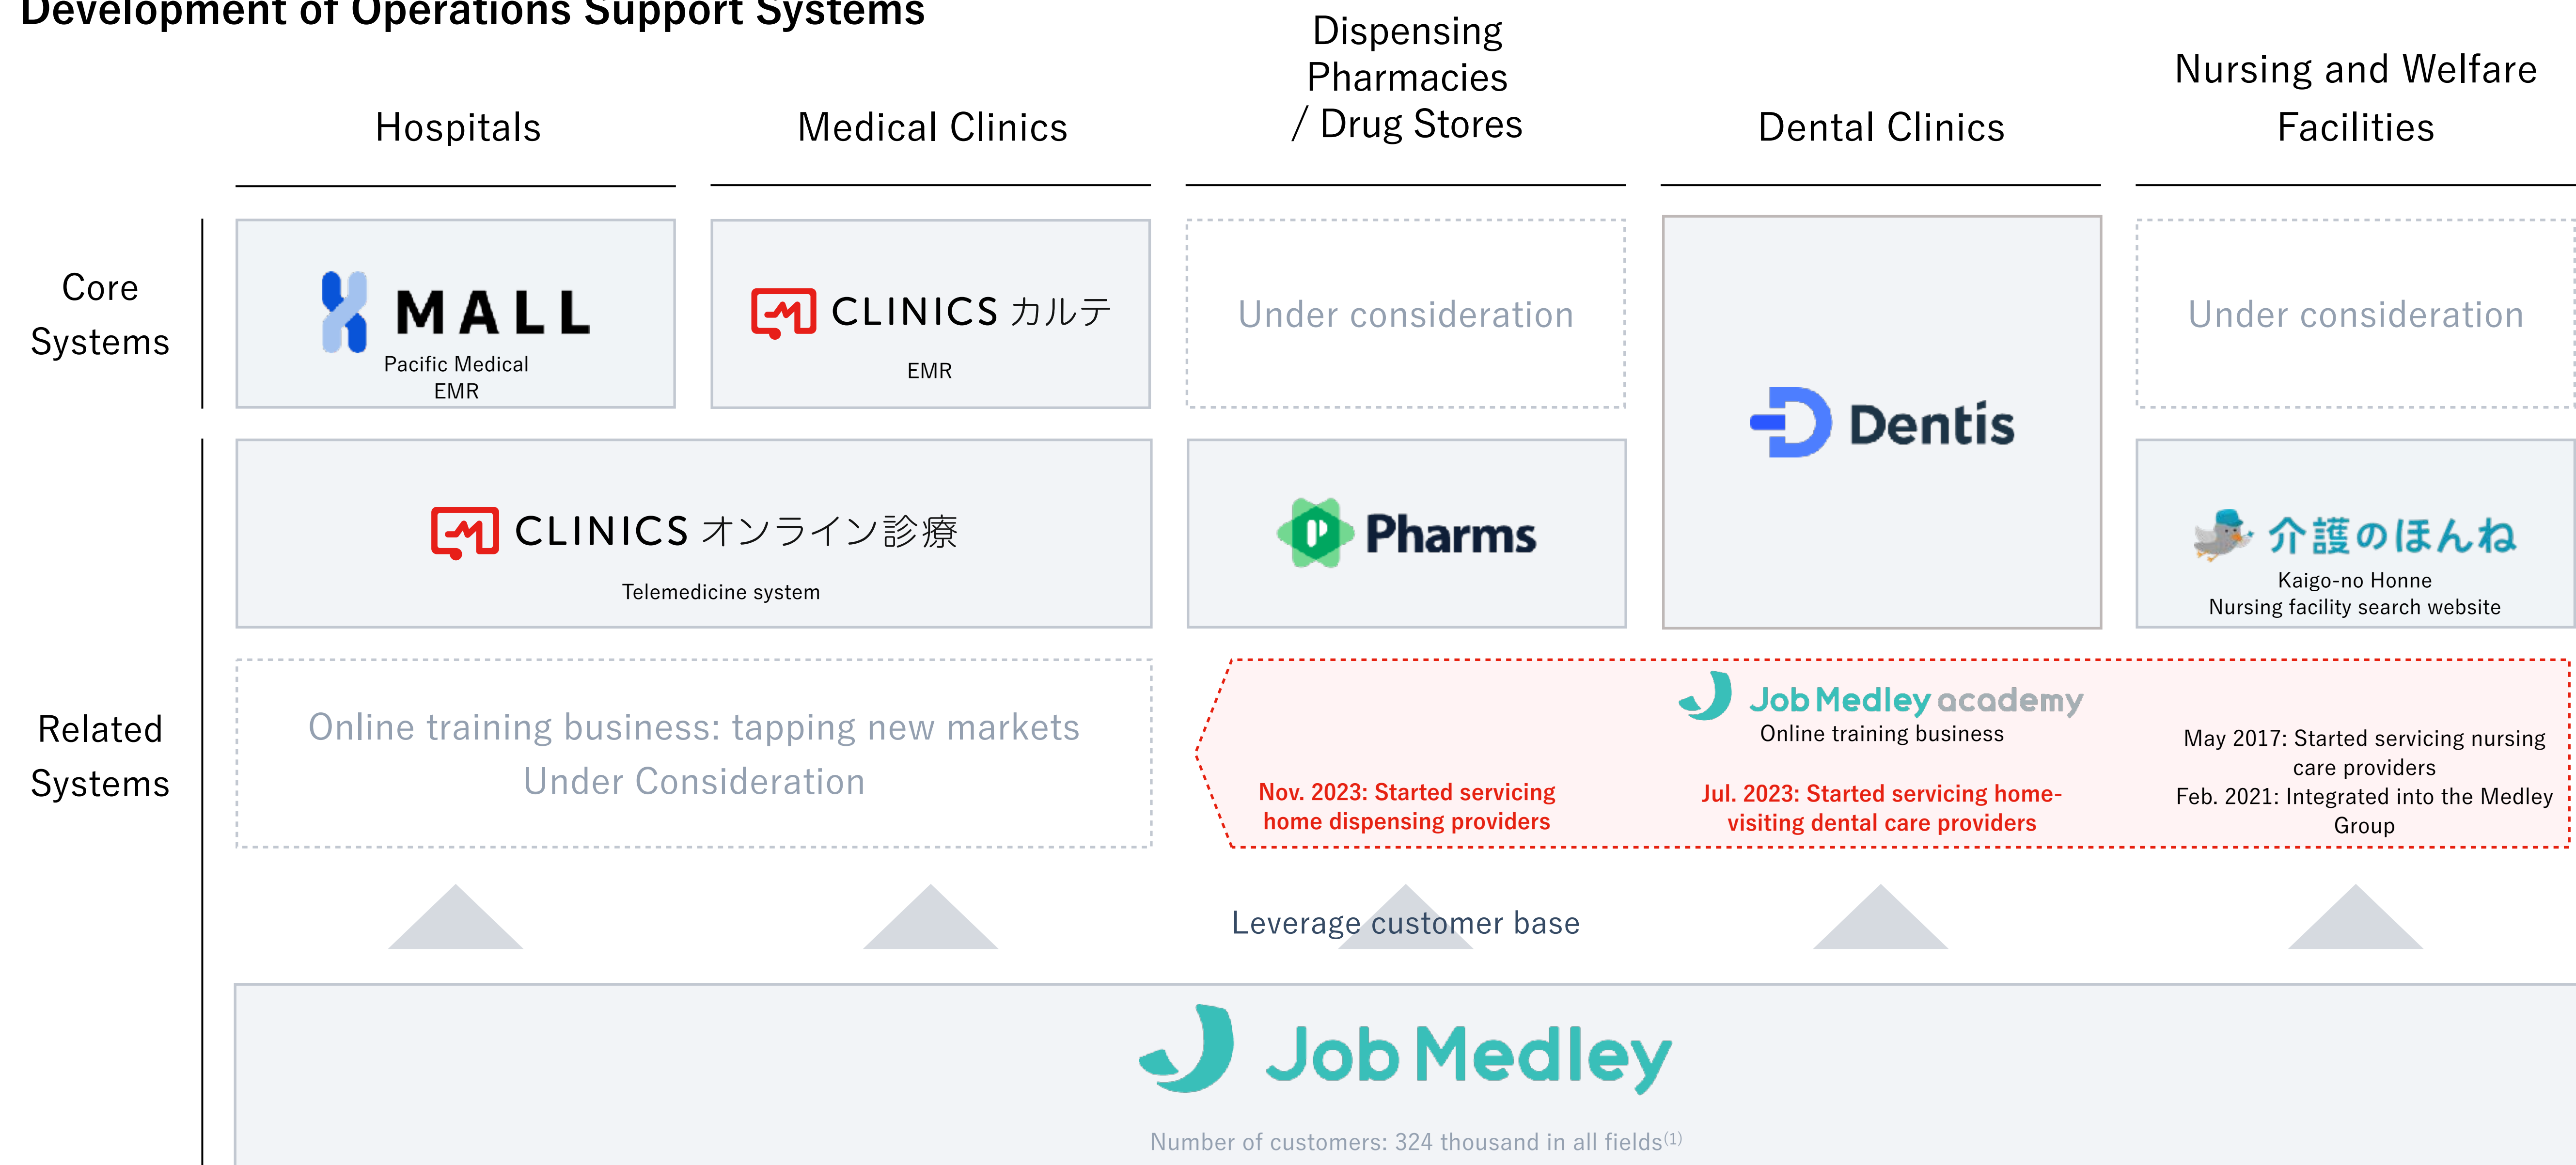 Development of Operations Support Systems
Hospitals
Medical Clinics
Dispensing
Pharmacies
/ Drug Stores
Dental Clinics
Nursing and Welfare
Facilities
Core
Systems
MALL
Pacific Medical
EMR
CLINICS カルテ
EMR
Under consideration
Dentis
Under consideration
Related
Systems
CLINICS オンライン診療
Telemedicine system
Pharms
介護のほんね
Kaigo-no Honne
Nursing facility search website
Online training business: tapping new markets
Under Consideration
Job Medley academy
Online training business
Nov. 2023: Started servicing
home dispensing providers
Jul. 2023: Started servicing home-
visiting dental care providers
May 2017: Started servicing nursing
care providers
Feb. 2021: Integrated into the Medley
Group
Leverage customer base
Job Medley
Number of customers: 324 thousand in all fields(1)